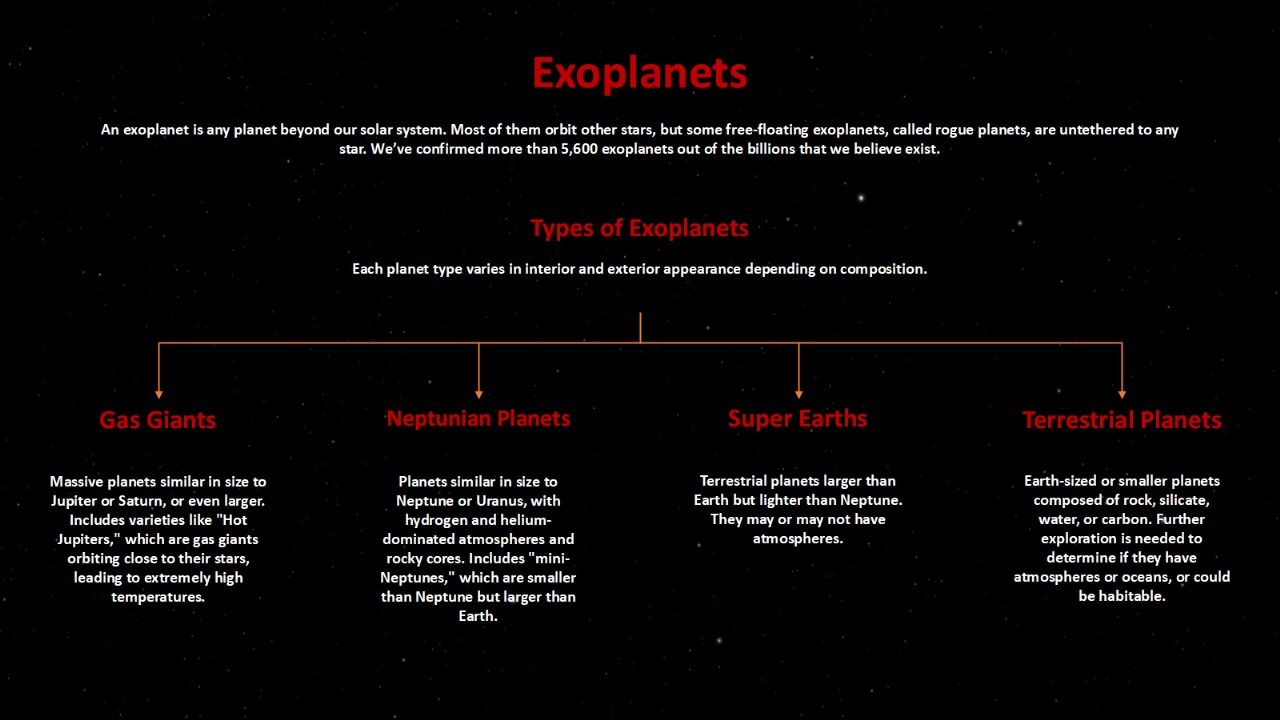 Exoplanets
An exoplanet is any planet beyond our solar system. Most of them orbit other stars, but some free-floating exoplanets, called rogue planets, are untethered to any
star. We’ve confirmed more than 5,600 exoplanets out of the billions that we believe exist.
Types of Exoplanets
Each planet type varies in interior and exterior appearance depending on composition.
Gas Giants
Massive planets similar in size to
Jupiter or Saturn, or even larger.
Includes varieties like "Hot
Jupiters," which are gas giants
orbiting close to their stars,
leading to extremely high
temperatures.
Neptunian Planets
Planets similar in size to
Neptune or Uranus, with
hydrogen and helium-
dominated atmospheres and
rocky cores. Includes "mini-
Neptunes," which are smaller
than Neptune but larger than
Earth.
Super Earths
Terrestrial planets larger than
Earth but lighter than Neptune.
They may or may not have
atmospheres.
Terrestrial Planets
Earth-sized or smaller planets
composed of rock, silicate,
water, or carbon. Further
exploration is needed to
determine if they have
atmospheres or oceans, or could
be habitable.